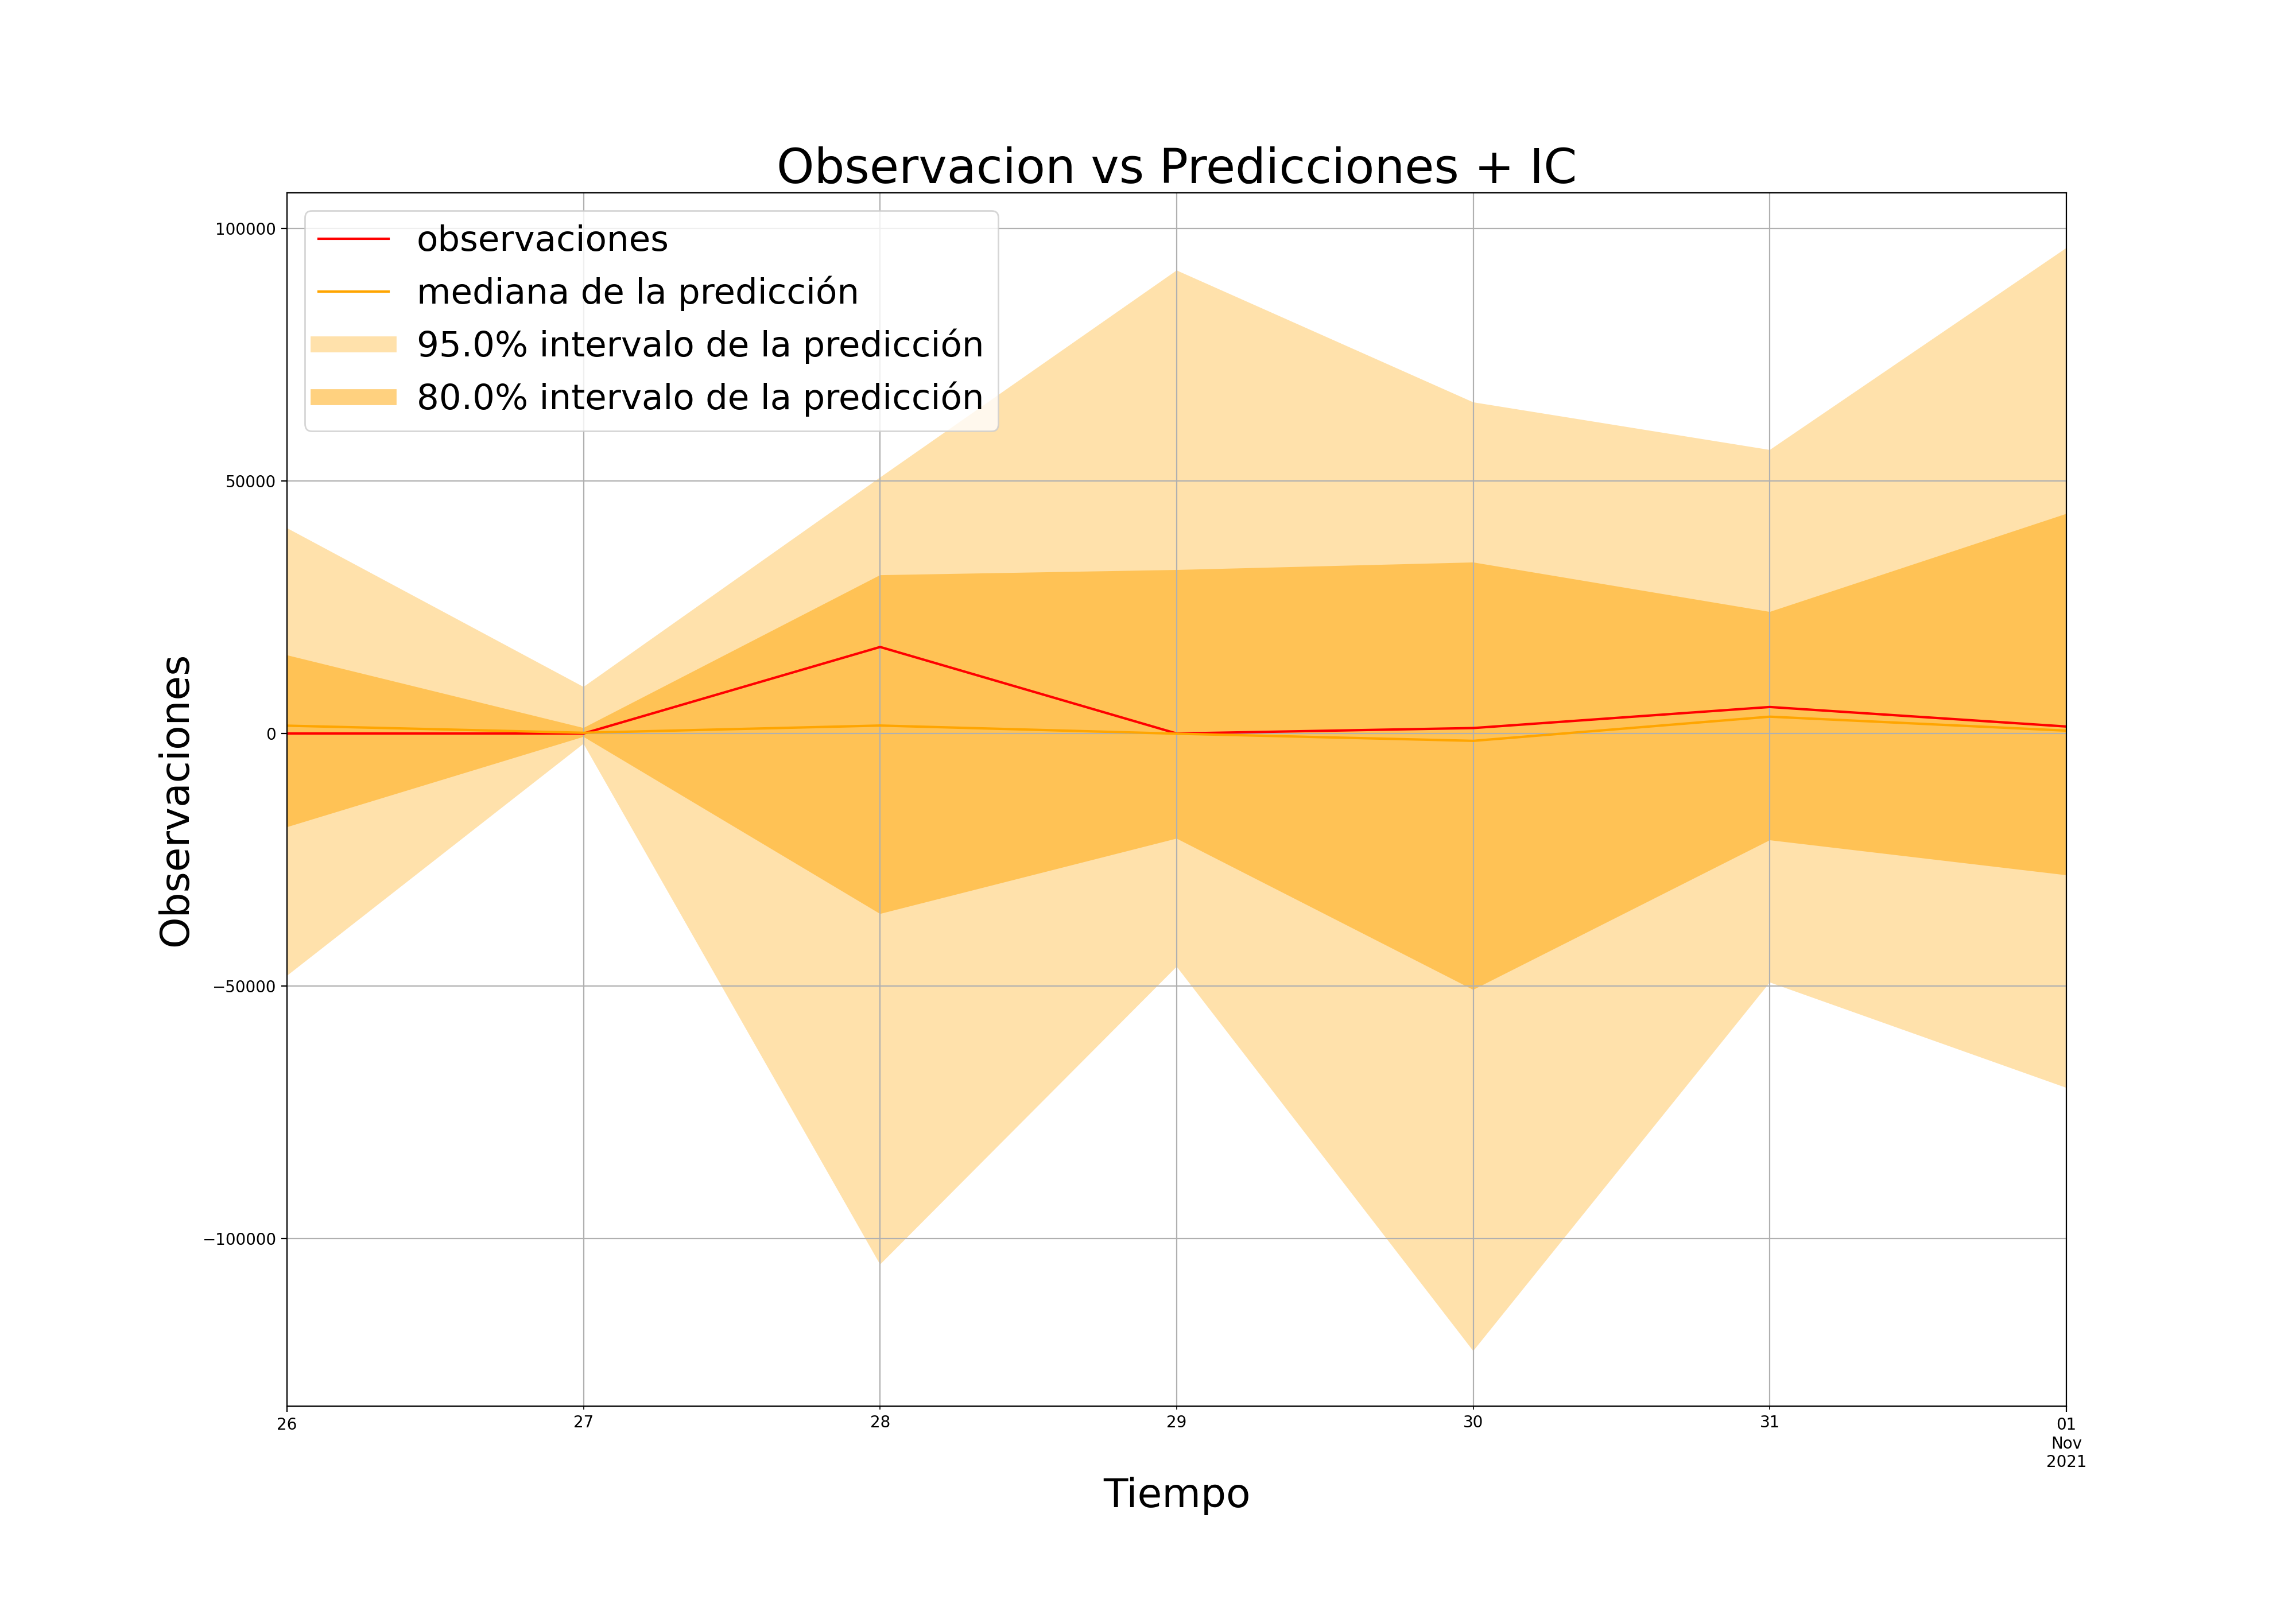 Observacion vs Predicciones + IC
observaciones
mediana de la predicción
95.0% intervalo de la predicción
80.0% intervalo de la predicción
Observaciones
100000
50000
0
−50000
−100000
26
27
28
29
30
31
01
Nov
2021
Tiempo